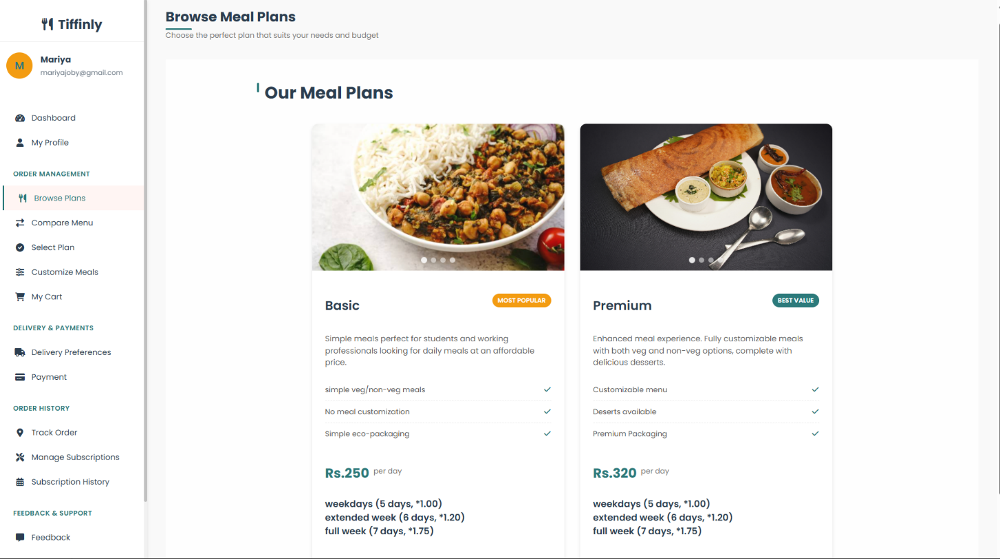 Tiffinly
M
Mariya
mariyajoby@gmail.com
Dashboard
My Profile
ORDER MANAGEMENT
Browse Plans
Compare Menu
Select Plan
Customize Meals
My Cart
DELIVERY & PAYMENTS
Delivery Preferences
Payment
ORDER HISTORY
Track Order
Manage Subscriptions
Subscription History
FEEDBACK & SUPPORT
Feedback
Browse Meal Plans
Choose the perfect plan that suits your needs and budget
Our Meal Plans
Basic
MOST POPULAR
Simple meals perfect for students and working
professionals looking for daily meals at an affordable
price.
simple veg/non-veg meals
No meal customization
Simple eco-packaging
Rs.250 per day
weekdays (5 days, *1.00)
extended week (6 days, *1.20)
full week (7 days, *1.75)
Premium
BEST VALUE
Enhanced meal experience. Fully customizable meals
with both veg and non-veg options, complete with
delicious desserts.
Customizable menu
Deserts available
Premium Packaging
Rs.320 per day
weekdays (5 days, *1.00)
extended week (6 days, *1.20)
full week (7 days, *1.75)